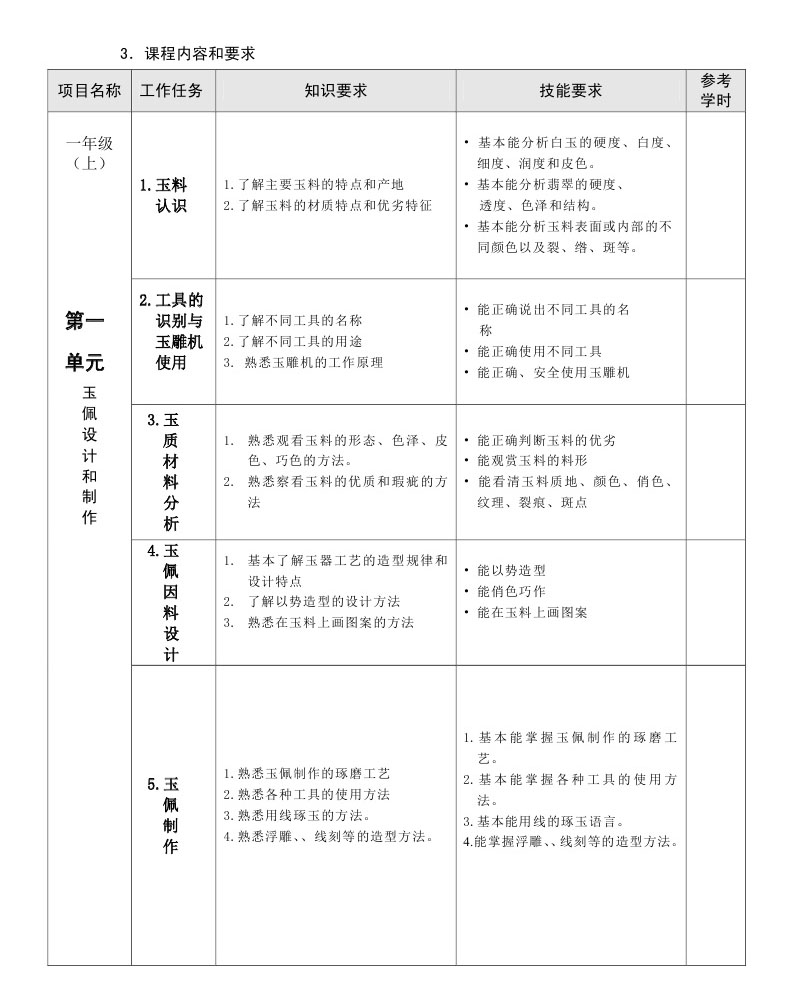 3．课程内容和要求
项目名称
工作任务
知识要求
技能要求
参考
学时
一年级
（上）
第一
单元
玉
佩
设
计
和
制
作
1.玉料
认识
1.了解主要玉料的特点和产地
2.了解玉料的材质特点和优劣特征
• 基本能分析白玉的硬度、白度、
细度、润度和皮色。
• 基本能分析翡翠的硬度、
透度、色泽和结构。
• 基本能分析玉料表面或内部的不
同颜色以及裂、绺、斑等。
2.工具的
识别与
玉雕机
使用
1.了解不同工具的名称
2.了解不同工具的用途
3. 熟悉玉雕机的工作原理
• 能正确说出不同工具的名
称
• 能正确使用不同工具
• 能正确、安全使用玉雕机
3.玉
质
材
料
分
析
1. 熟悉观看玉料的形态、色泽、皮
色、巧色的方法。
2. 熟悉察看玉料的优质和瑕疵的方
法
• 能正确判断玉料的优劣
• 能观赏玉料的料形
• 能看清玉料质地、颜色、俏色、
纹理、裂痕、斑点
4.玉
佩
因
料
设
计
1. 基本了解玉器工艺的造型规律和
设计特点
2. 了解以势造型的设计方法
3. 熟悉在玉料上画图案的方法
• 能以势造型
• 能俏色巧作
• 能在玉料上画图案
5.玉
佩
制
作
1.熟悉玉佩制作的琢磨工艺
2.熟悉各种工具的使用方法
3.熟悉用线琢玉的方法。
4.熟悉浮雕、、线刻等的造型方法。
1.基本能掌握玉佩制作的琢磨工
艺。
2.基本能掌握各种工具的使用方
法。
3.基本能用线的琢玉语言。
4.能掌握浮雕、、线刻等的造型方法。